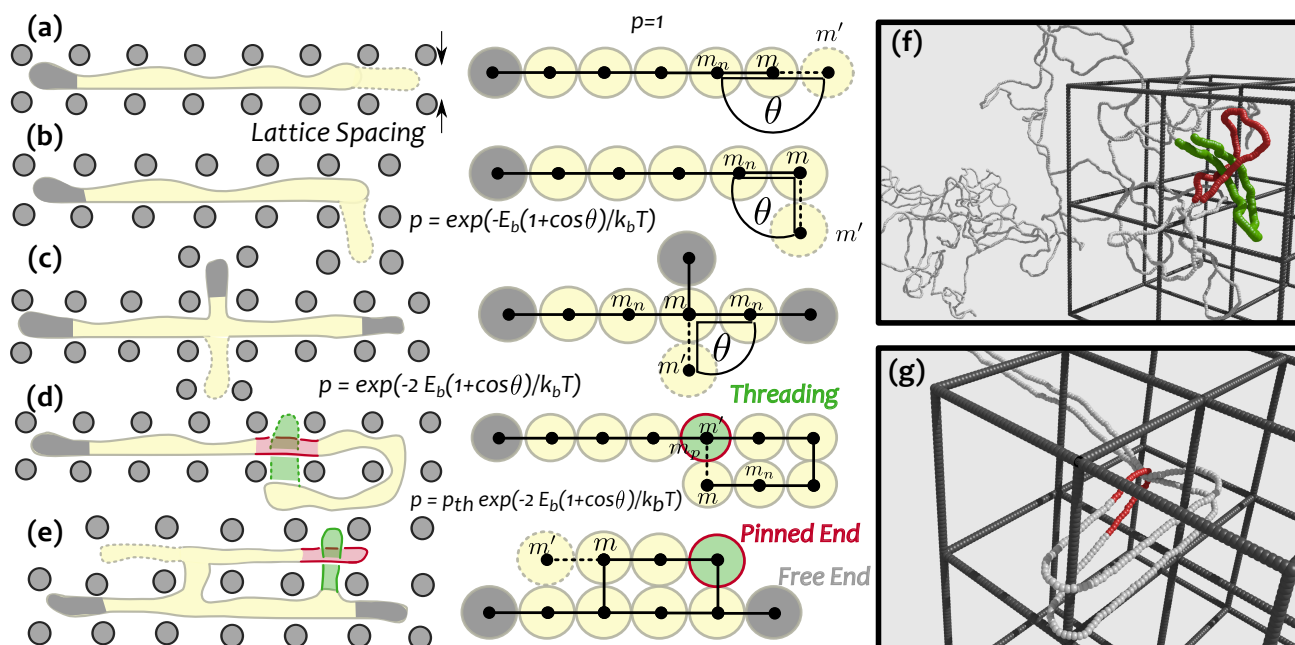 (a)
p=1
m'
m_n
m
θ
Lattice Spacing
(b)
m_n
m
θ
m'
p = exp(-E_b(1+cosθ)/k_bT)
(c)
m_n
m
m_n
θ
m'
p = exp(-2 E_b(1+cosθ)/k_bT)
(d)
Threading
m'
m_p
m_n
m
p = p_th exp(-2 E_b(1+cosθ)/k_bT)
(e)
Pinned End
m'
m
Free End
(f)
(g)